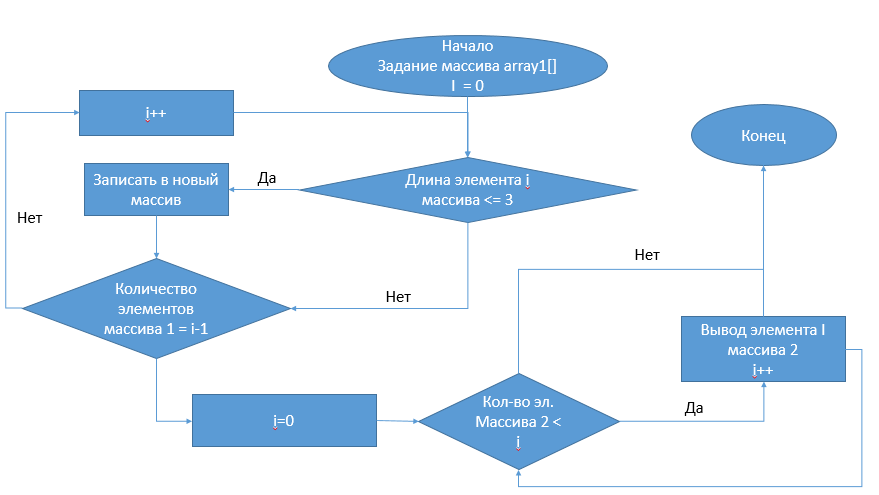 Начало
Задание массива array1[]
I = 0
i++
Конец
Записать в новый
массив
Да
Длина элемента i
массива <= 3
Нет
Нет
Количество
элементов
массива 1 = i-1
Нет
Вывод элемента I
массива 2
i++
i=0
Кол-во эл.
Массива 2 <
i
Да